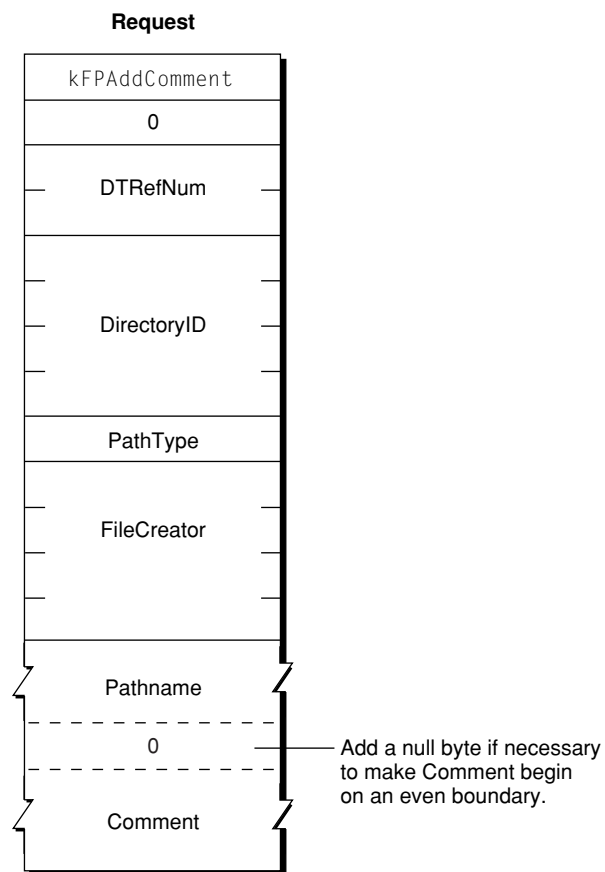 Request
kFPAddComment
0
DTRefNum
DirectoryID
PathType
FileCreator
Pathname
0
Add a null byte if necessary
to make Comment begin
on an even boundary.
Comment